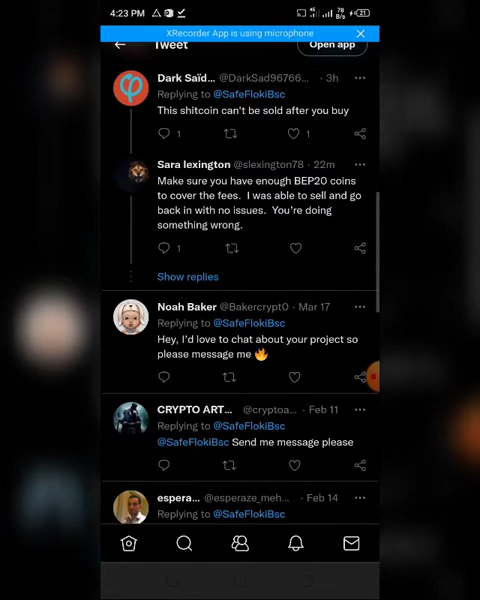 4:23 PM
4G
78
B/s
31
XRecorder App is using microphone
Tweet
Open app
Dark Saïd... @DarkSad96766... · 3h
Replying to @SafeFlokiBsc
This shitcoin can't be sold after you buy
1
1
Sara lexington @slexington78 · 22m
Make sure you have enough BEP20 coins
to cover the fees. I was able to sell and go
back in with no issues. You're doing
something wrong.
1
Show replies
Noah Baker @Bakercrypt0 · Mar 17
Replying to @SafeFlokiBsc
Hey, I'd love to chat about your project so
please message me 🔥
CRYPTO ART... @cryptoa... · Feb 11
Replying to @SafeFlokiBsc
@SafeFlokiBsc Send me message please
espera... @esperaze_meh... · Feb 14
Replying to @SafeFlokiBsc